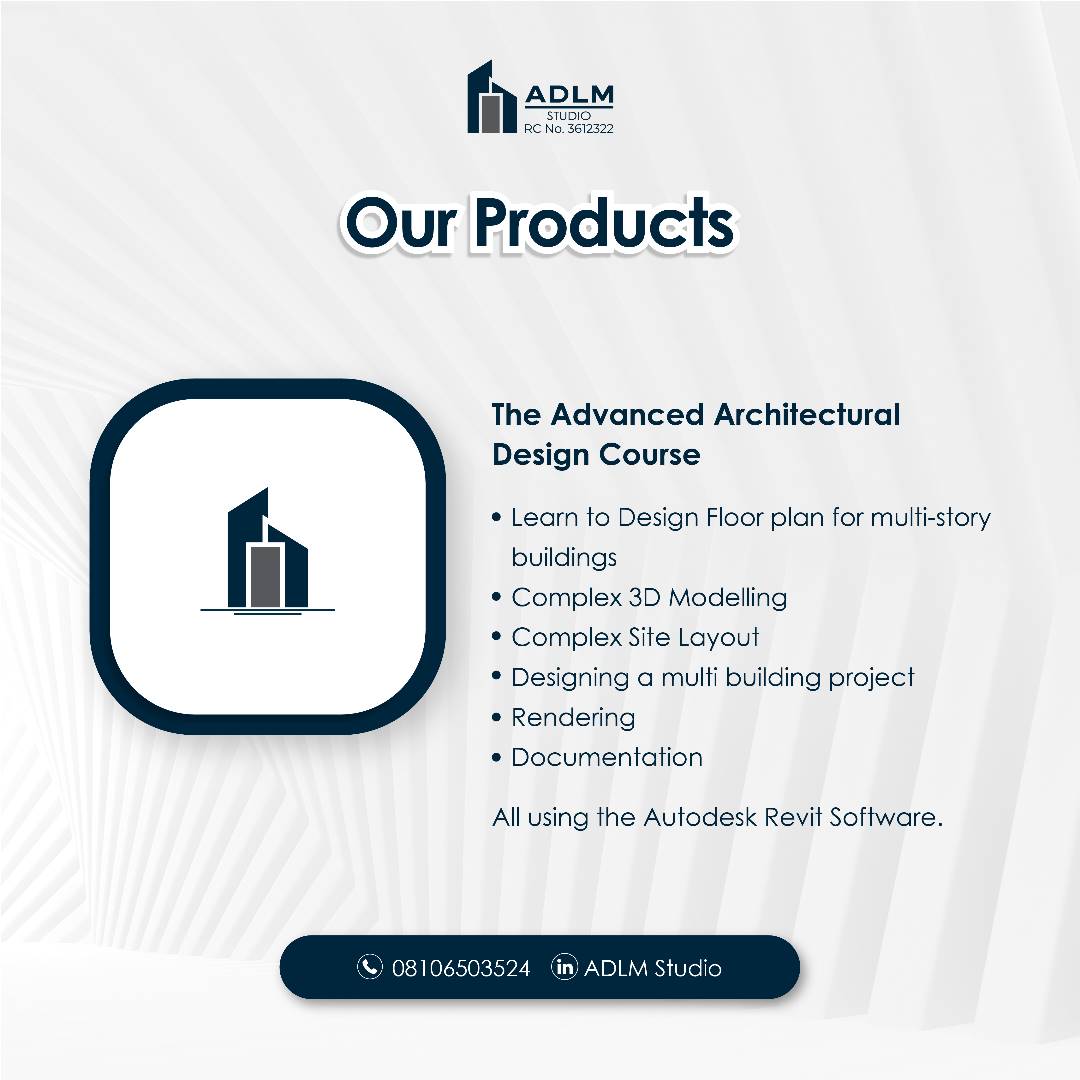 ADLM
STUDIO
RC No. 3612322
Our Products
The Advanced Architectural
Design Course
• Learn to Design Floor plan for multi-story
buildings
• Complex 3D Modelling
• Complex Site Layout
• Designing a multi building project
• Rendering
• Documentation
All using the Autodesk Revit Software.
08106503524 in ADLM Studio